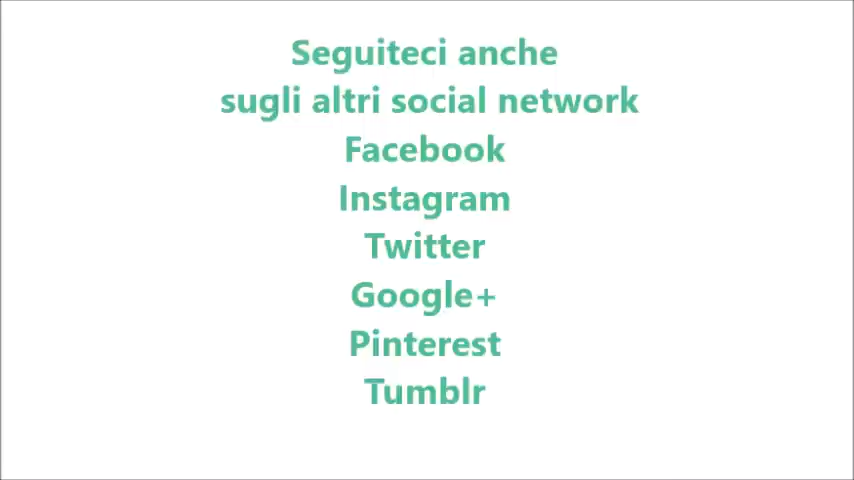 Seguiteci anche
sugli altri social network
Facebook
Instagram
Twitter
Google+
Pinterest
Tumblr